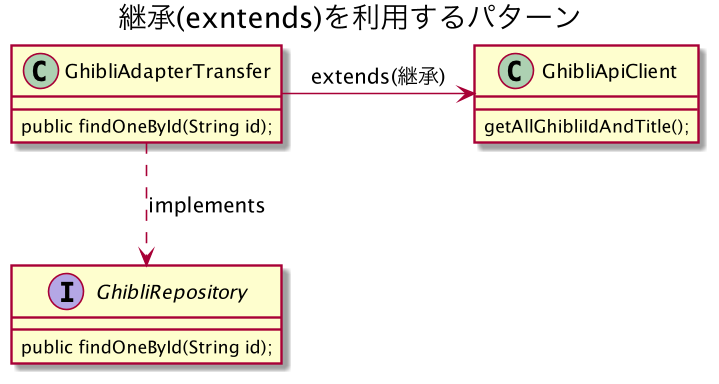 継承(exntends)を利用するパターン
C GhibliAdapterTransfer
public findOneById(String id);
extends(継承)
C GhibliApiClient
getAllGhibliIdAndTitle();
implements
I GhibliRepository
public findOneById(String id);